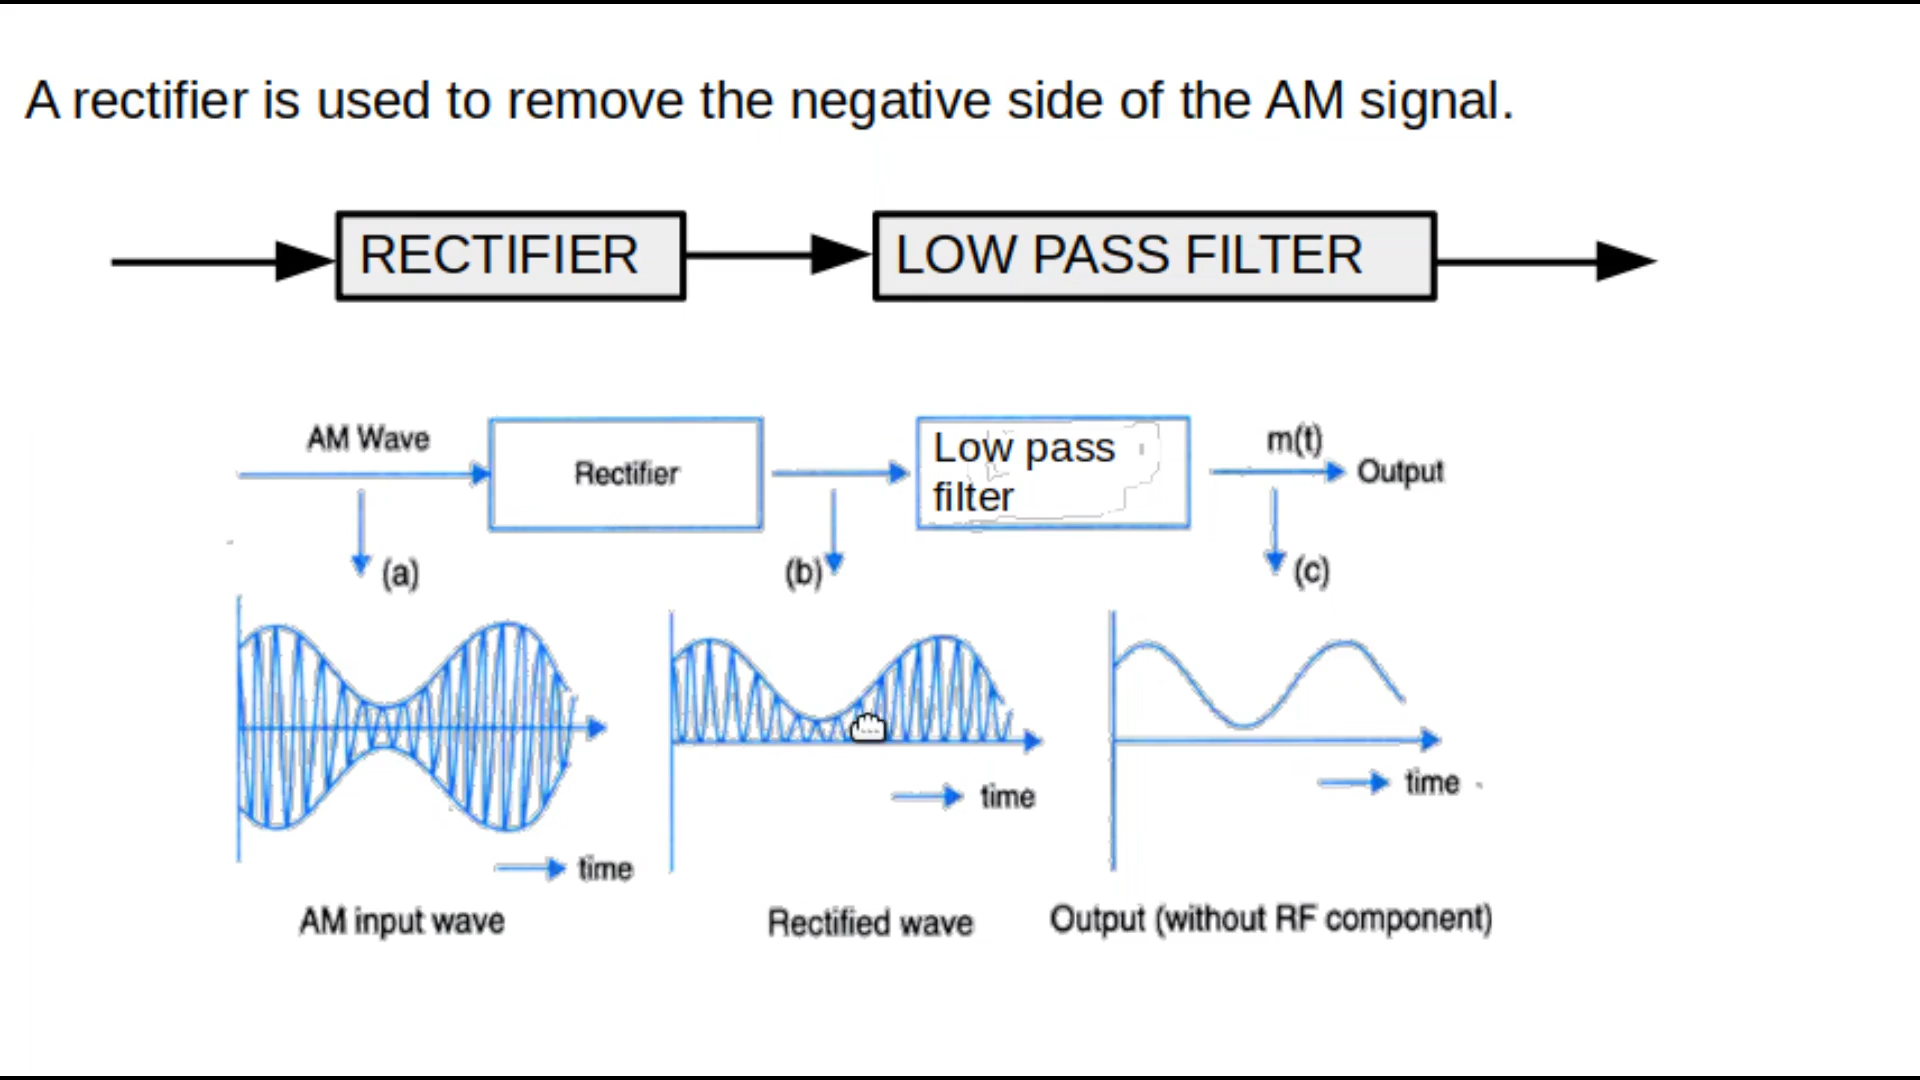 A rectifier is used to remove the negative side of the AM signal.
RECTIFIER
LOW PASS FILTER
AM Wave
Rectifier
Low pass
filter
m(t)
Output
(a)
(b)
(c)
time
time
time
AM input wave
Rectified wave
Output (without RF component)